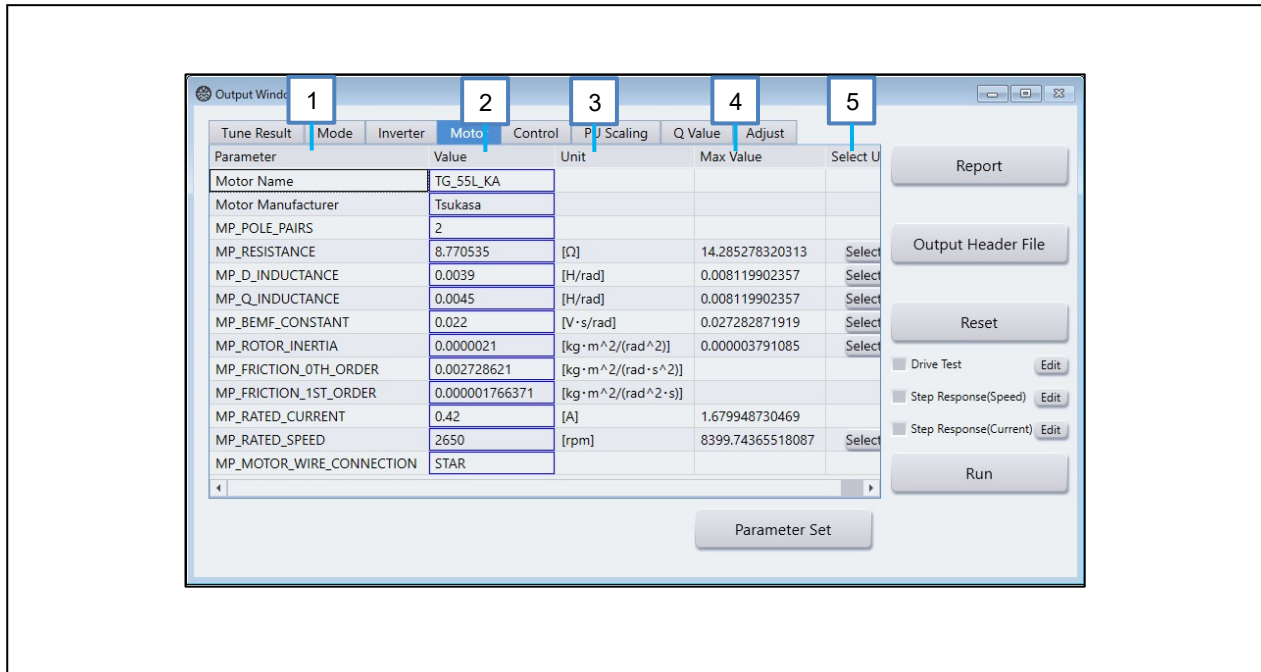 1 2 3 4 5
Output Windo
Tune Result Mode Inverter Motor Control PU Scaling Q Value Adjust
Parameter Value Unit Max Value Select U
Motor Name TG_55L_KA
Motor Manufacturer Tsukasa
MP_POLE_PAIRS 2
MP_RESISTANCE 8.770535 [Ω] 14.285278320313 Select
MP_D_INDUCTANCE 0.0039 [H/rad] 0.008119902357 Select
MP_Q_INDUCTANCE 0.0045 [H/rad] 0.008119902357 Select
MP_BEMF_CONSTANT 0.022 [V・s/rad] 0.027282871919 Select
MP_ROTOR_INERTIA 0.0000021 [kg・m^2/(rad^2)] 0.000003791085 Select
MP_FRICTION_0TH_ORDER 0.002728621 [kg・m^2/(rad・s^2)]
MP_FRICTION_1ST_ORDER 0.000001766371 [kg・m^2/(rad^2・s)]
MP_RATED_CURRENT 0.42 [A] 1.679948730469
MP_RATED_SPEED 2650 [rpm] 8399.74365518087 Select
MP_MOTOR_WIRE_CONNECTION STAR
Report
Output Header File
Reset
Drive Test Edit
Step Response(Speed) Edit
Step Response(Current) Edit
Run
Parameter Set